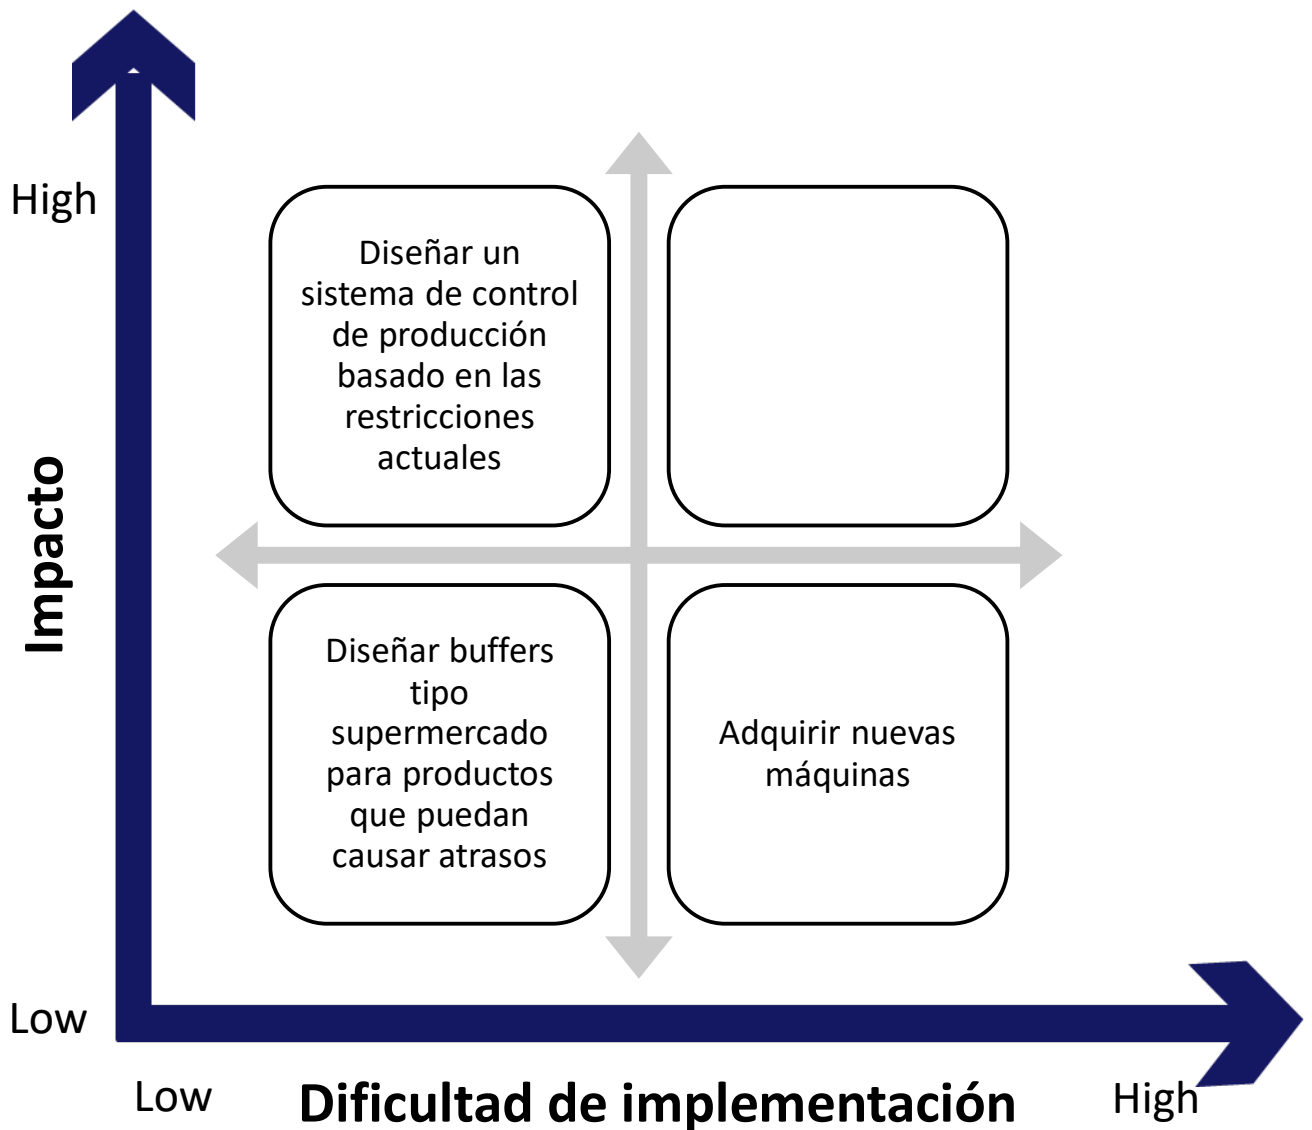 High
Diseñar un
sistema de control
de producción
basado en las
restricciones
actuales
Impacto
Diseñar buffers
tipo
supermercado
para productos
que puedan
causar atrasos
Adquirir nuevas
máquinas
Low
Low
Dificultad de implementación
High